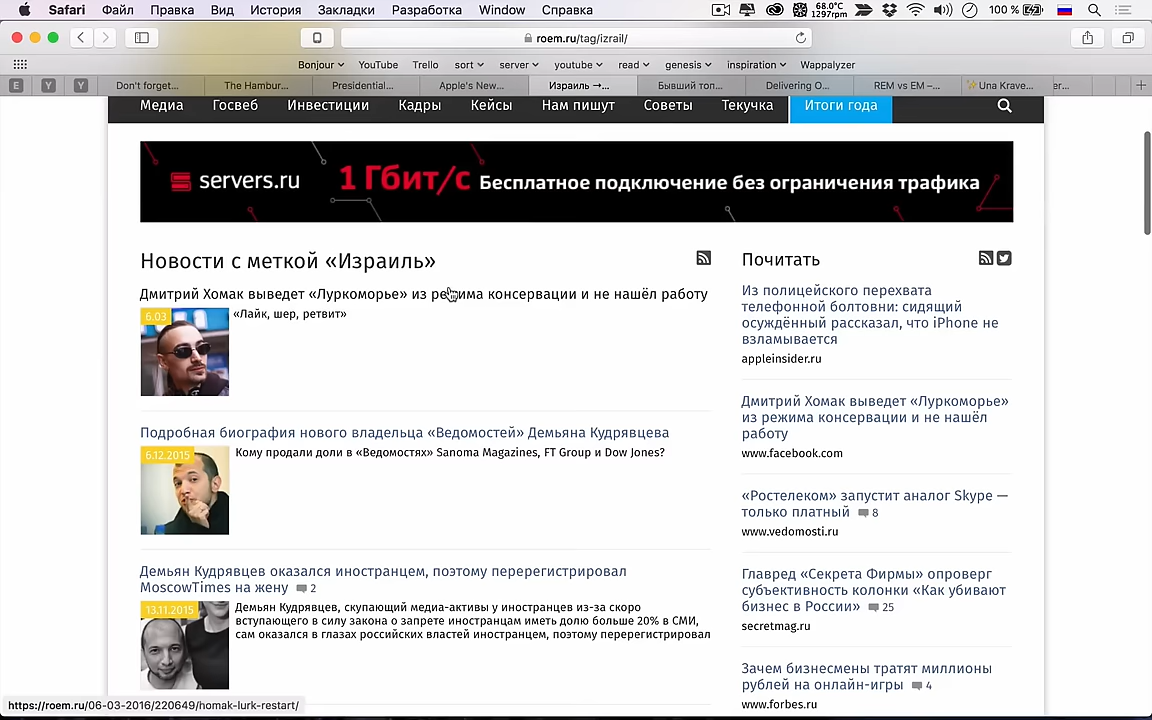 Safari Файл Правка Вид История Закладки Разработка Window Справка 68.0°C 1297rpm 100 %
roem.ru/tag/izrail/
Bonjour YouTube Trello sort server youtube read genesis inspiration Wappalyzer
E Y Y Don't forget... The Hambur... Presidential... Apple's New... Израиль →... Бывший топ... Delivering O... REM vs EM –... Una Krave... er...
Медиа Госвеб Инвестиции Кадры Кейсы Нам пишут Советы Текучка Итоги года
servers.ru 1 Гбит/с Бесплатное подключение без ограничения трафика
Новости с меткой «Израиль»
Дмитрий Хомак выведет «Луркоморье» из режима консервации и не нашёл работу
6.03
«Лайк, шер, ретвит»
Подробная биография нового владельца «Ведомостей» Демьяна Кудрявцева
6.12.2015
Кому продали доли в «Ведомостях» Sanoma Magazines, FT Group и Dow Jones?
Демьян Кудрявцев оказался иностранцем, поэтому перерегистрировал
MoscowTimes на жену 2
13.11.2015
Демьян Кудрявцев, скупающий медиа-активы у иностранцев из-за скоро
вступающего в силу закона о запрете иностранцам иметь долю больше 20% в СМИ,
сам оказался в глазах российских властей иностранцем, поэтому перерегистрировал
Почитать
Из полицейского перехвата
телефонной болтовни: сидящий
осуждённый рассказал, что iPhone не
взламывается
appleinsider.ru
Дмитрий Хомак выведет «Луркоморье»
из режима консервации и не нашёл
работу
www.facebook.com
«Ростелеком» запустит аналог Skype —
только платный 8
www.vedomosti.ru
Главред «Секрета Фирмы» опроверг
субъективность колонки «Как убивают
бизнес в России» 25
secretmag.ru
Зачем бизнесмены тратят миллионы
рублей на онлайн-игры 4
www.forbes.ru
https://roem.ru/06-03-2016/220649/homak-lurk-restart/